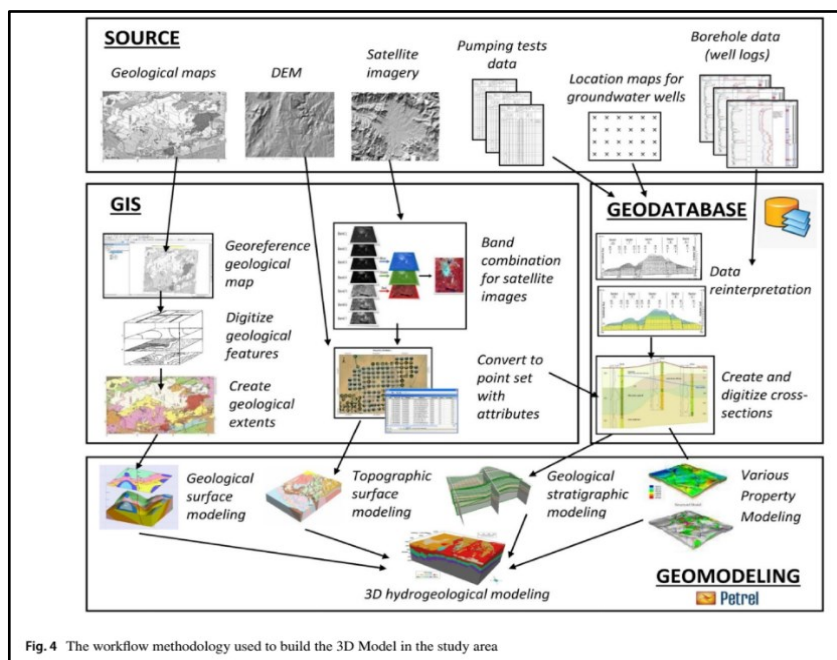 SOURCE
Geological maps
DEM
Satellite
imagery
Pumping tests
data
Location maps for
groundwater wells
Borehole data
(well logs)
GIS
Georeference
geological
map
Digitize
geological
features
Create
geological
extents
Band
combination
for satellite
images
Convert to
point set
with
attributes
GEODATABASE
Data
reinterpretation
Create and
digitize cross-
sections
Geological
surface
modeling
Topographic
surface
modeling
Geological
stratigraphic
modeling
Various
Property
Modeling
3D hydrogeological modeling
GEOMODELING
Petrel
Fig. 4 The workflow methodology used to build the 3D Model in the study area